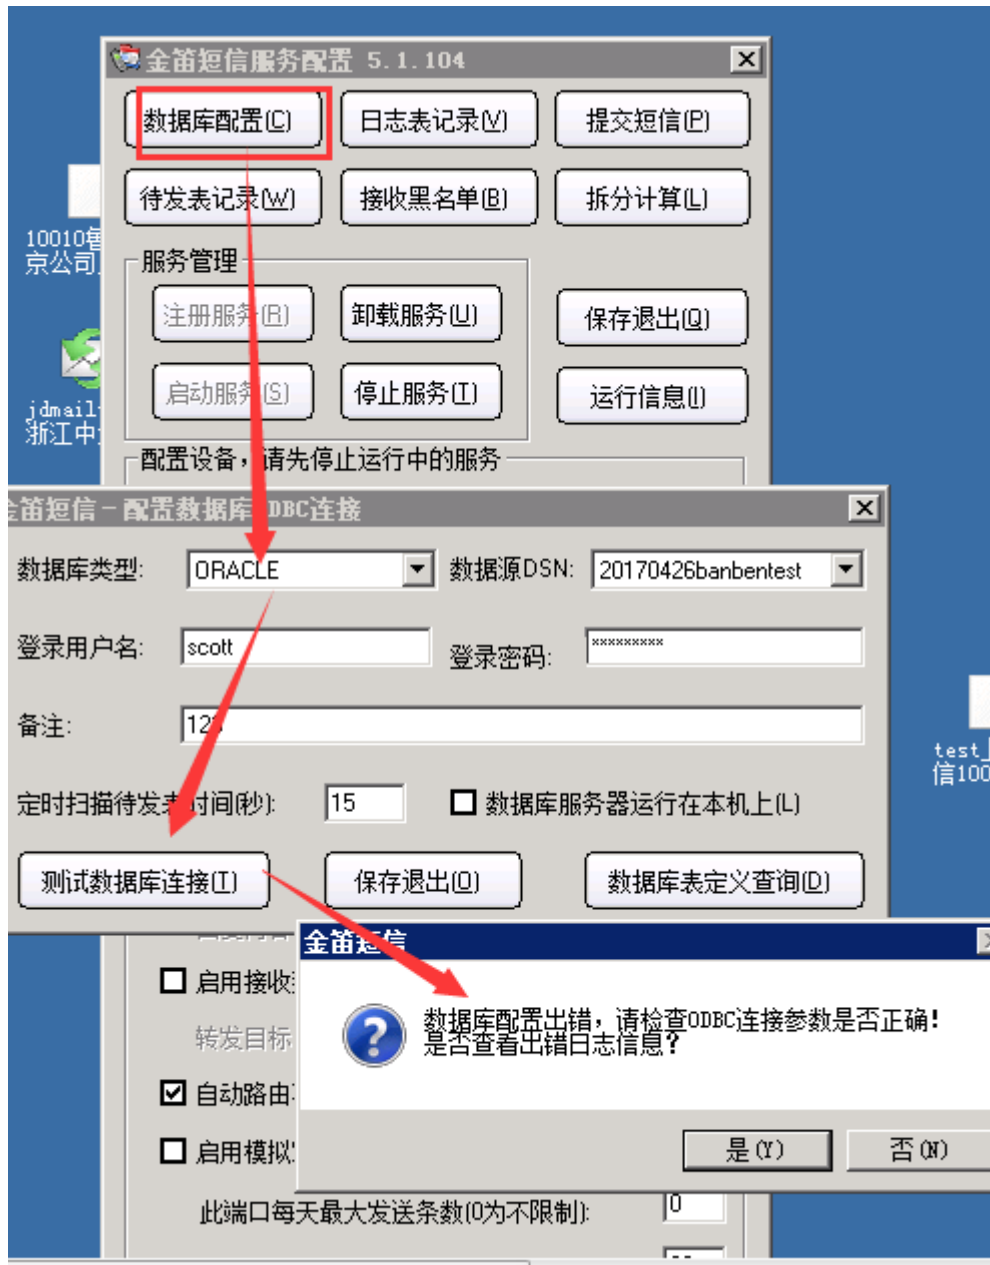 金笛短信服务配置 5.1.104
数据库配置(C)
日志表记录(V)
提交短信(P)
待发表记录(W)
接收黑名单(B)
拆分计算(L)
10010
京公司
服务管理
注册服务(R)
卸载服务(U)
保存退出(Q)
启动服务(S)
停止服务(T)
运行信息(I)
jdmail
浙江中
配置设备，请先停止运行中的服务
金笛短信－配置数据库ODBC连接
数据库类型:
ORACLE
数据源DSN:
20170426banbentest
登录用户名:
scott
登录密码:
*********
备注:
123
定时扫描待发表时间(秒):
15
数据库服务器运行在本机上(L)
测试数据库连接(T)
保存退出(O)
数据库表定义查询(D)
test_
信100
金笛短信
启用接收
数据库配置出错，请检查ODBC连接参数是否正确！
是否查看出错日志信息？
转发目标
自动路由
启用模拟
是(Y)
否(N)
此端口每天最大发送条数(0为不限制):
0